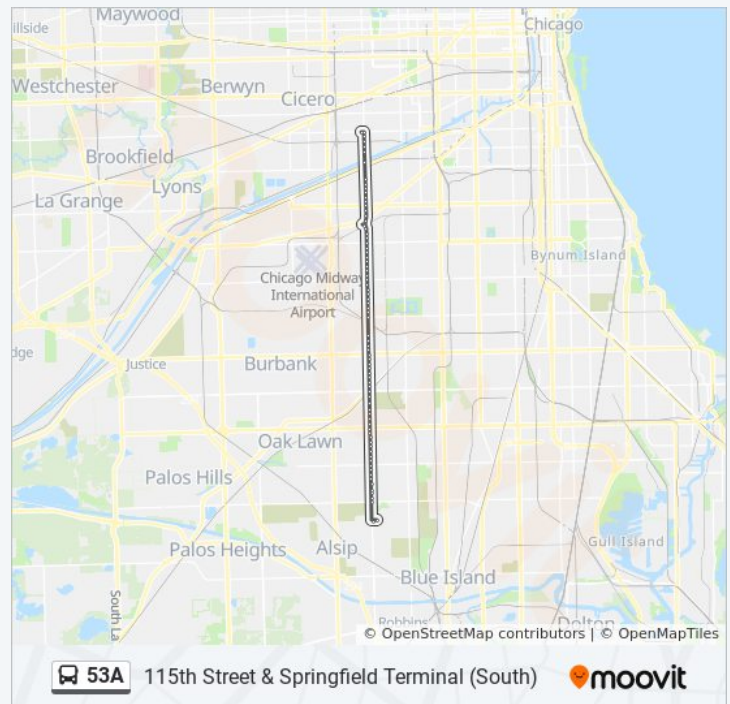 Maywood
illside
Chicago
Westchester
Berwyn
Cicero
Brookfield
Lyons
La Grange
Bynum Island
Chicago Midway
International
Airport
dge
Justice
Burbank
Oak Lawn
Palos Hills
Gull Island
Palos Heights
Alsip
Blue Island
South La
Robbins
Dolton
© OpenStreetMap contributors | © OpenMapTiles
53A 115th Street & Springfield Terminal (South) moovit